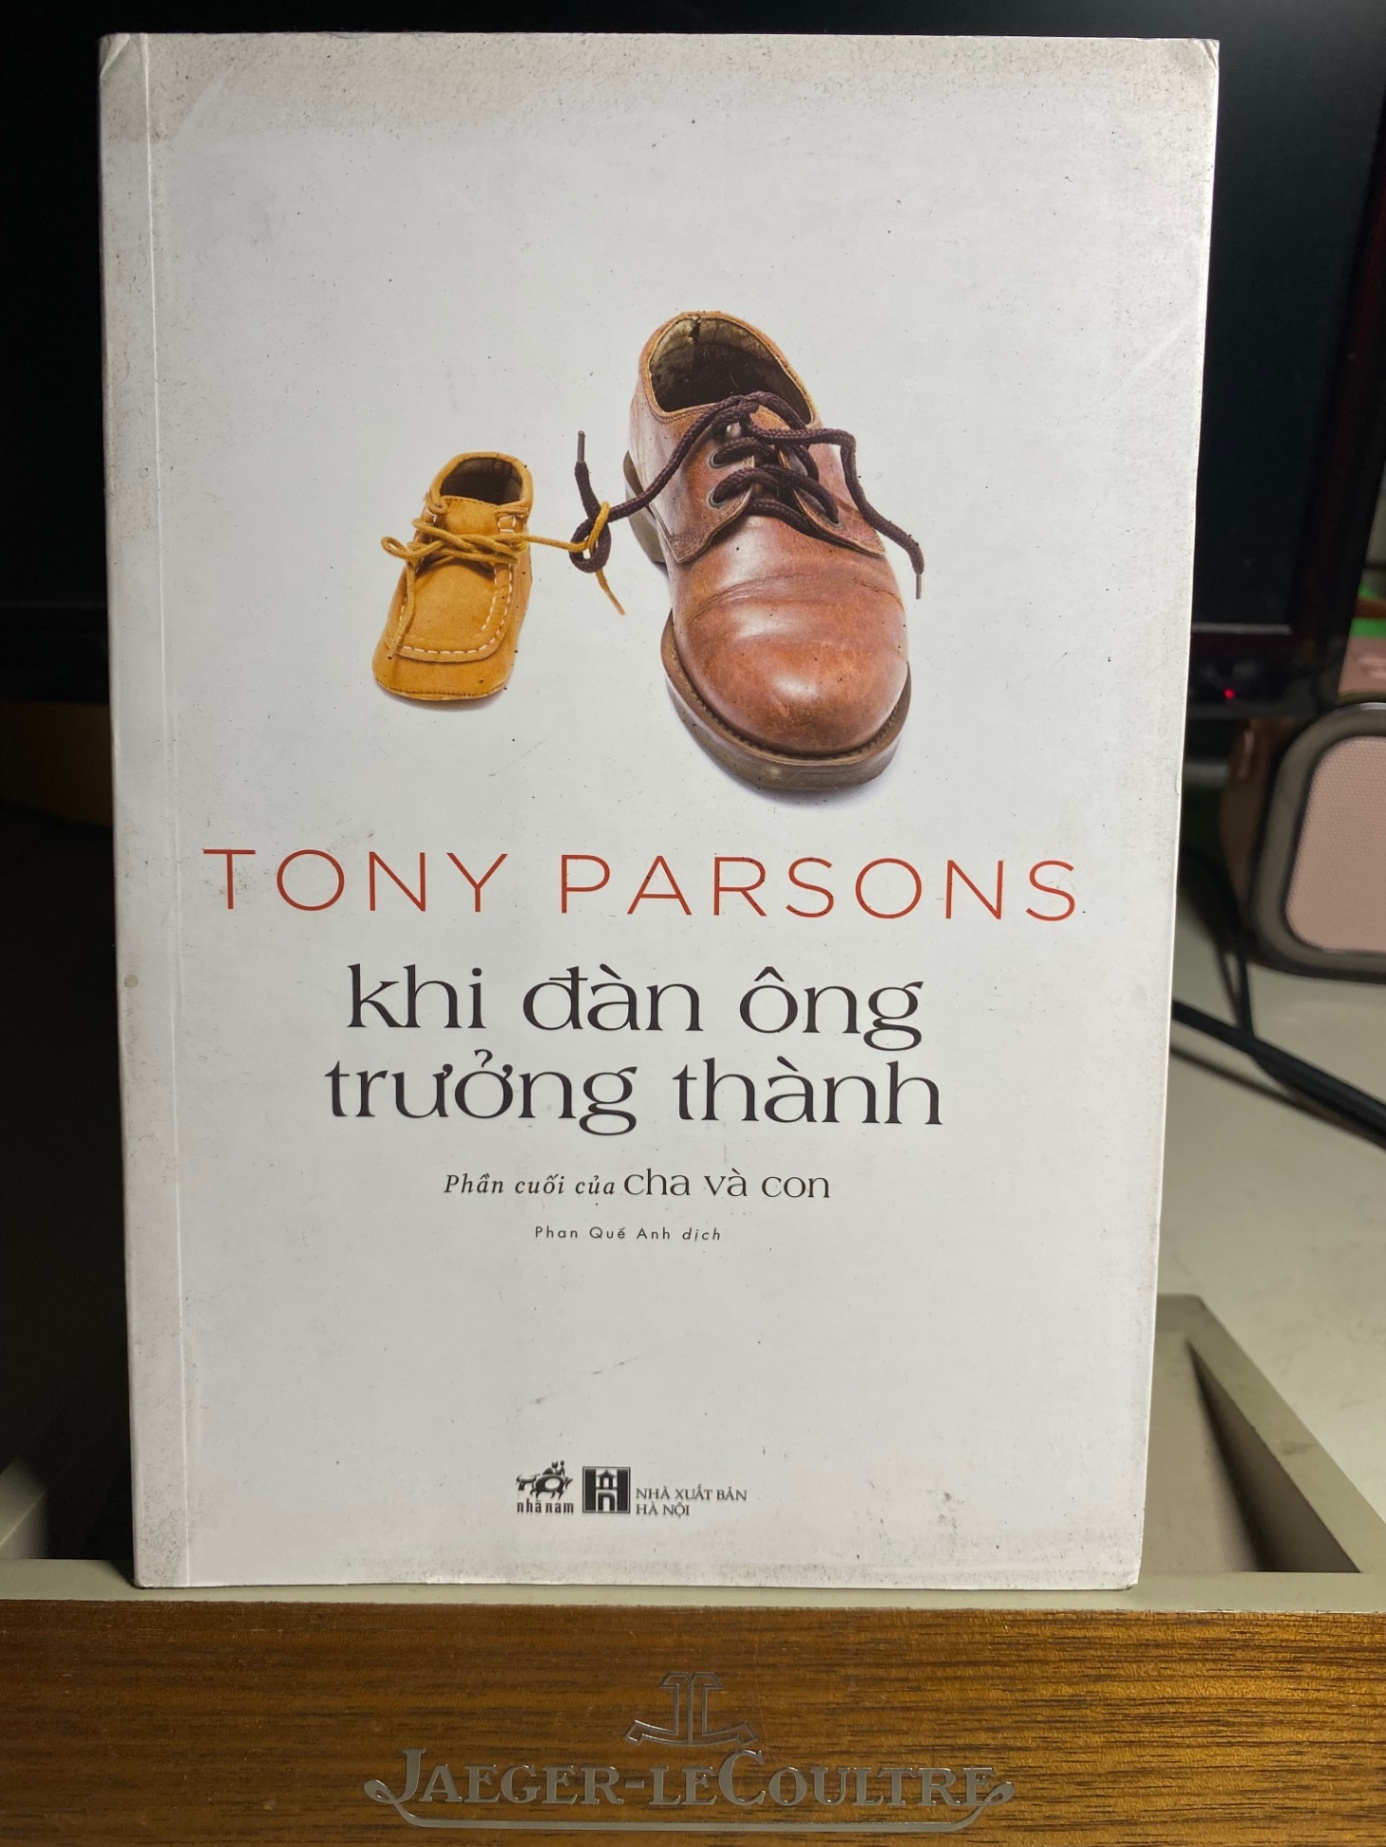 TONY PARSONS
khi đàn ông
trưởng thành
Phần cuối của cha và con
Phan Quế Anh dịch
nhã nam
NHÀ XUẤT BẢN
HÀ NỘI
JAEGER-LECOULTRE